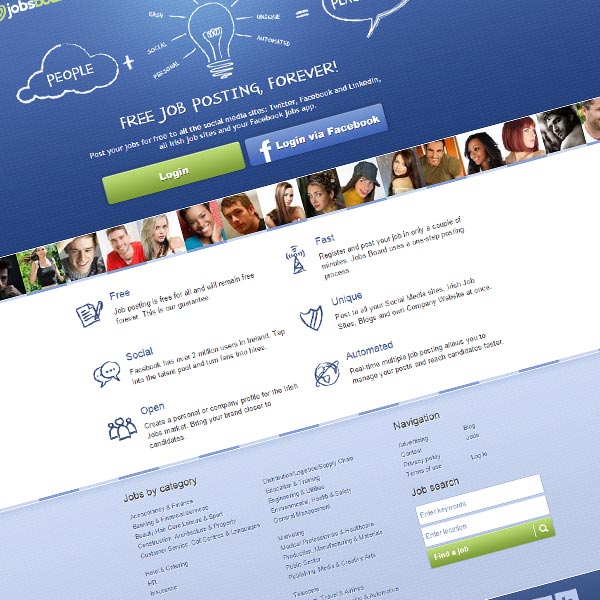 jobsboard
PEOPLE
+
EASY
SOCIAL
PERSONAL
UNIQUE
AUTOMATED
=
FREE JOB POSTING, FOREVER!
Post your jobs for free to all the social media sites: Twitter, Facebook and LinkedIn,
all Irish job sites and your Facebook Jobs app.
Login
f Login via Facebook
Free
Job posting is free for all and will remain free
forever. This is our guarantee.
Fast
Register and post your job in only a couple of
minutes. Jobs Board uses a one-step posting
process.
Social
Facebook has over 2 million users in Ireland. Tap
into the talent pool and turn fans into hires.
Unique
Post to all your Social Media sites, Irish Job
Sites, Blogs and own Company Website at once.
Open
Create a personal or company profile for the Irish
Jobs market. Bring your brand closer to
candidates.
Automated
Real-time multiple job posting allows you to
manage your posts and reach candidates faster.
Jobs by category
Accountancy & Finance
Banking & Financial services
Beauty, Hair Care, Leisure & Sport
Construction, Architecture & Property
Customer Service, Call Centres & Languages
Hotel & Catering
HR
Insurance
Distribution/Logistics/Supply Chain
Education & Training
Engineering & Utilities
Environmental, Health & Safety
General Management
Marketing
Medical Professionals & Healthcare
Production, Manufacturing & Materials
Public Sector
Publishing, Media & Creative Arts
Telecoms
Travel & Airlines
& Automotive
Navigation
Advertising
Contact
Privacy policy
Terms of use
Blog
Jobs
Log in
Job search
Enter keywords
Enter location
Find a job